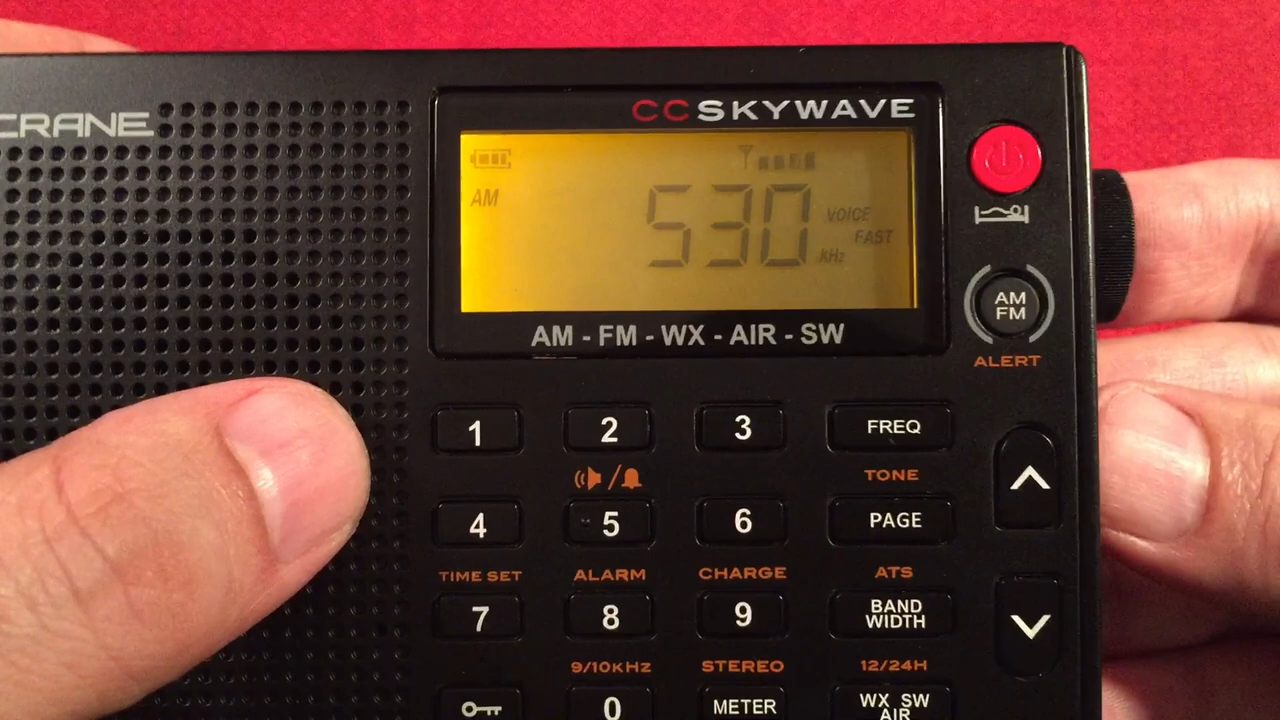 CRANE
CCSKYWAVE
AM
530
VOICE
FAST
KHz
AM - FM - WX - AIR - SW
AM
FM
ALERT
1
2
3
FREQ
TONE
4
5
6
PAGE
TIME SET
ALARM
CHARGE
ATS
7
8
9
BAND
WIDTH
9/10KHZ
STEREO
12/24H
0
METER
WX SW
AIR